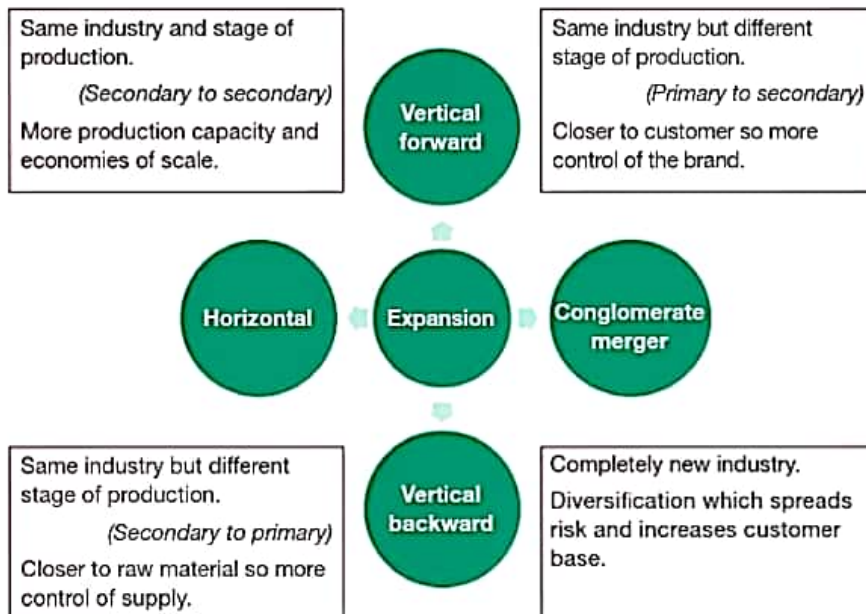 Same industry and stage of
production.
(Secondary to secondary)
More production capacity and
economies of scale.
Vertical
forward
Same industry but different
stage of production.
(Primary to secondary)
Closer to customer so more
control of the brand.
Horizontal
Expansion
Conglomerate
merger
Same industry but different
stage of production.
(Secondary to primary)
Closer to raw material so more
control of supply.
Vertical
backward
Completely new industry.
Diversification which spreads
risk and increases customer
base.